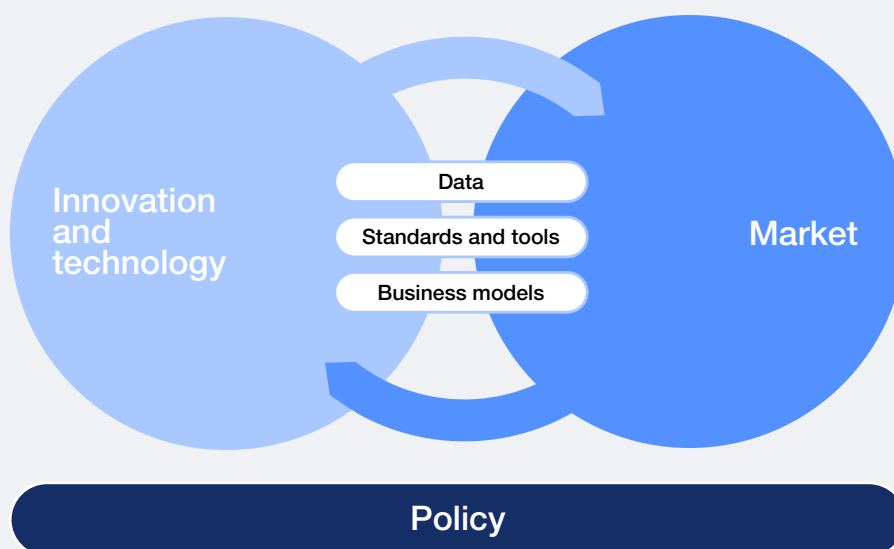 Innovation
and
technology
Data
Standards and tools
Business models
Market
Policy